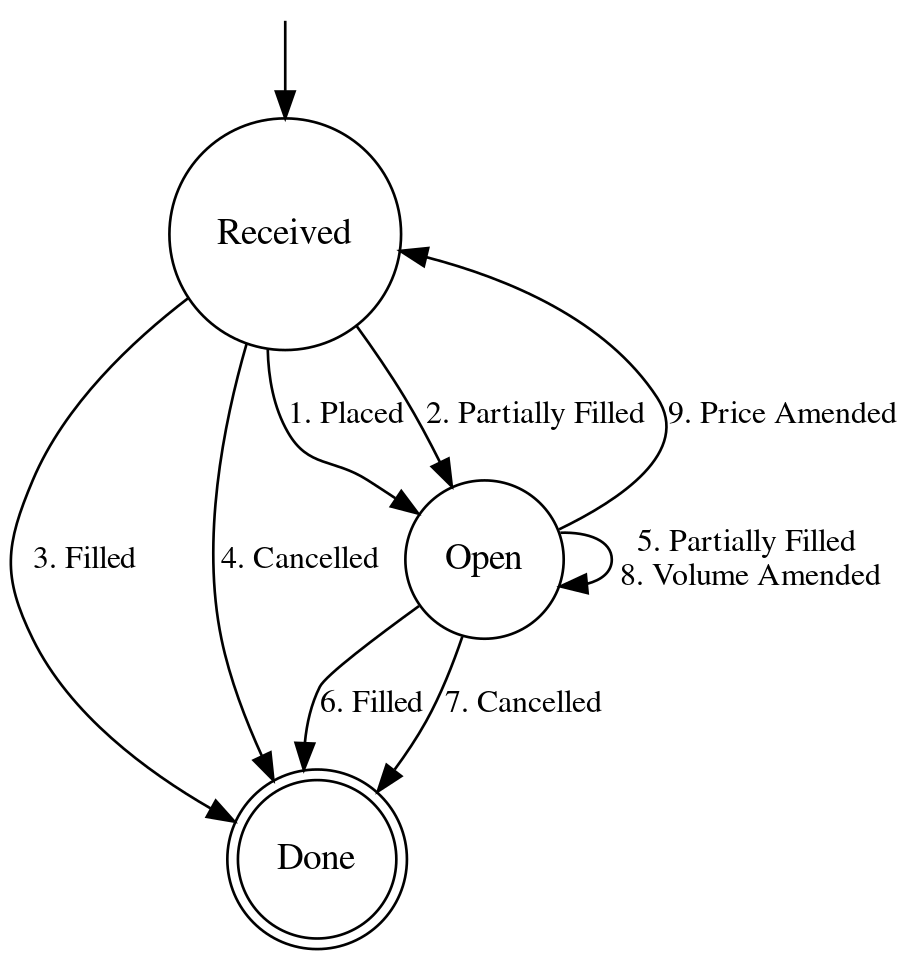 Received
1. Placed
2. Partially Filled
9. Price Amended
3. Filled
4. Cancelled
Open
5. Partially Filled
8. Volume Amended
6. Filled
7. Cancelled
Done